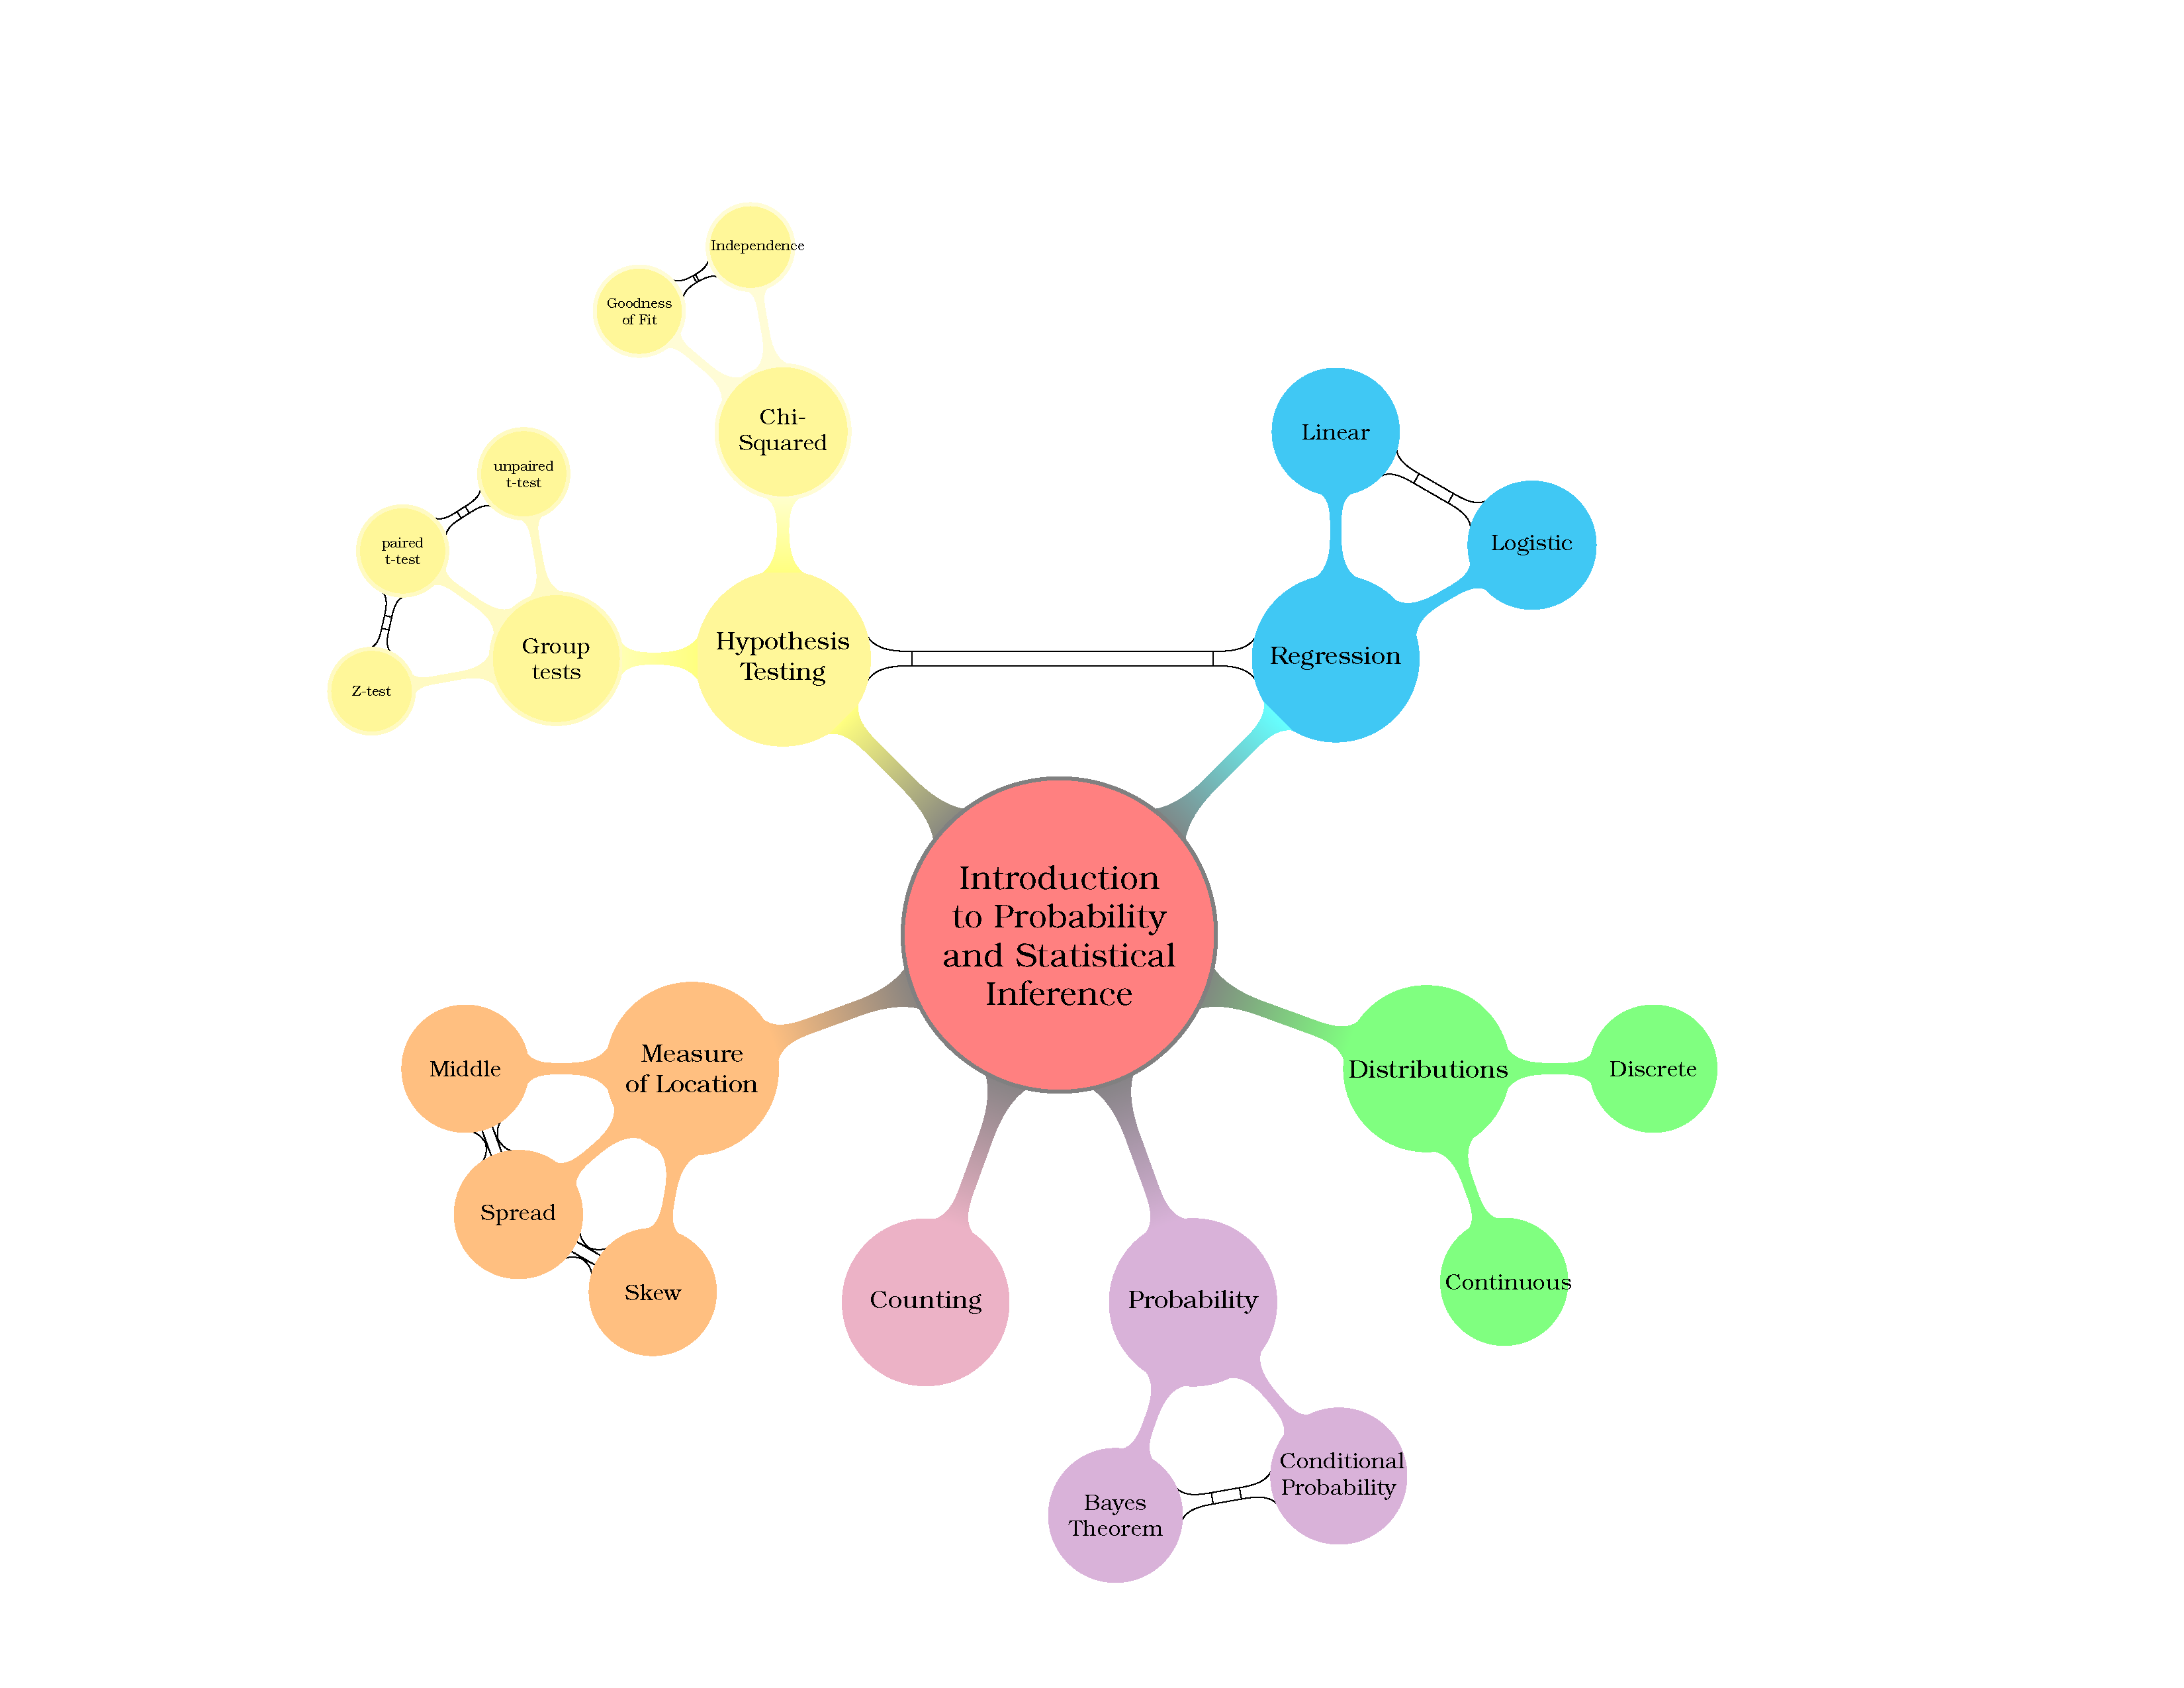 Independence
Goodness
of Fit
Chi-
Squared
Linear
unpaired
t-test
Logistic
paired
t-test
Hypothesis
Testing
Regression
Group
tests
Z-test
Introduction
to Probability
and Statistical
Inference
Measure
of Location
Middle
Distributions
Discrete
Spread
Skew
Counting
Probability
Continuous
Conditional
Probability
Bayes
Theorem